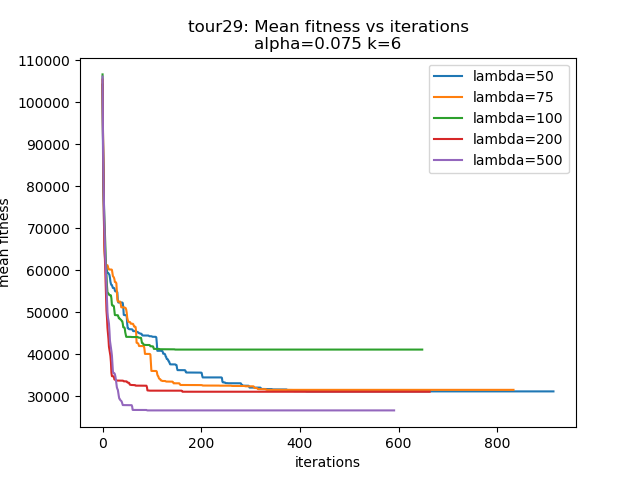 tour29: Mean fitness vs iterations
alpha=0.075 k=6
110000
100000
90000
80000
70000
60000
50000
40000
30000
mean fitness
0
200
400
600
800
iterations
lambda=50
lambda=75
lambda=100
lambda=200
lambda=500